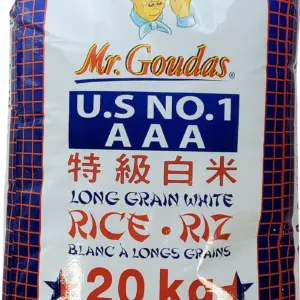 Mr. Goudas®
U.S NO.1
AAA
特級白米
LONG GRAIN WHITE
RICE • RIZ
BLANC À LONGS GRAINS
20 kg